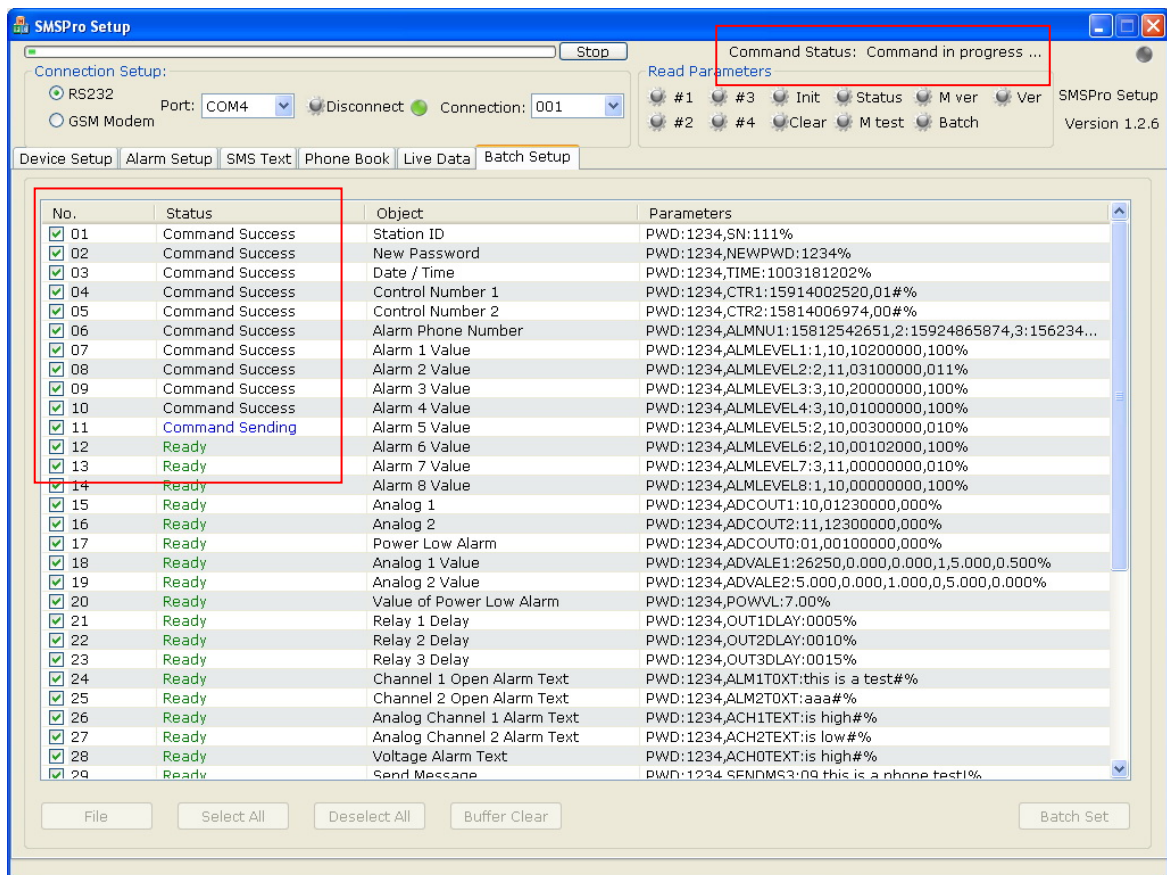 SMSPro Setup
Stop
Command Status: Command in progress ...
Connection Setup:
Read Parameters
RS232
GSM Modem
Port: COM4
Disconnect
Connection: 001
#1 #3 Init Status M ver Ver
#2 #4 Clear M test Batch
SMSPro Setup
Version 1.2.6
Device Setup Alarm Setup SMS Text Phone Book Live Data Batch Setup
No. Status Object Parameters
01 Command Success Station ID PWD:1234,SN:111%
02 Command Success New Password PWD:1234,NEWPWD:1234%
03 Command Success Date / Time PWD:1234,TIME:1003181202%
04 Command Success Control Number 1 PWD:1234,CTR1:15914002520,01#%
05 Command Success Control Number 2 PWD:1234,CTR2:15814006974,00#%
06 Command Success Alarm Phone Number PWD:1234,ALMNU1:15812542651,2:15924865874,3:156234...
07 Command Success Alarm 1 Value PWD:1234,ALMLEVEL1:1,10,10200000,100%
08 Command Success Alarm 2 Value PWD:1234,ALMLEVEL2:2,11,03100000,011%
09 Command Success Alarm 3 Value PWD:1234,ALMLEVEL3:3,10,20000000,100%
10 Command Success Alarm 4 Value PWD:1234,ALMLEVEL4:3,10,01000000,100%
11 Command Sending Alarm 5 Value PWD:1234,ALMLEVEL5:2,10,00300000,010%
12 Ready Alarm 6 Value PWD:1234,ALMLEVEL6:2,10,00102000,100%
13 Ready Alarm 7 Value PWD:1234,ALMLEVEL7:3,11,00000000,010%
14 Ready Alarm 8 Value PWD:1234,ALMLEVEL8:1,10,00000000,100%
15 Ready Analog 1 PWD:1234,ADCOUT1:10,01230000,000%
16 Ready Analog 2 PWD:1234,ADCOUT2:11,12300000,000%
17 Ready Power Low Alarm PWD:1234,ADCOUT0:01,00100000,000%
18 Ready Analog 1 Value PWD:1234,ADVALE1:26250,0.000,0.000,1,5.000,0.500%
19 Ready Analog 2 Value PWD:1234,ADVALE2:5.000,0.000,1.000,0,5.000,0.000%
20 Ready Value of Power Low Alarm PWD:1234,POWVL:7.00%
21 Ready Relay 1 Delay PWD:1234,OUT1DLAY:0005%
22 Ready Relay 2 Delay PWD:1234,OUT2DLAY:0010%
23 Ready Relay 3 Delay PWD:1234,OUT3DLAY:0015%
24 Ready Channel 1 Open Alarm Text PWD:1234,ALM1T0XT:this is a test#%
25 Ready Channel 2 Open Alarm Text PWD:1234,ALM2T0XT:aaa#%
26 Ready Analog Channel 1 Alarm Text PWD:1234,ACH1TEXT:is high#%
27 Ready Analog Channel 2 Alarm Text PWD:1234,ACH2TEXT:is low#%
28 Ready Voltage Alarm Text PWD:1234,ACH0TEXT:is high#%
29 Ready Send Message PWD:1234,SENDMS3:09,this is a phone test!%
File Select All Deselect All Buffer Clear Batch Set